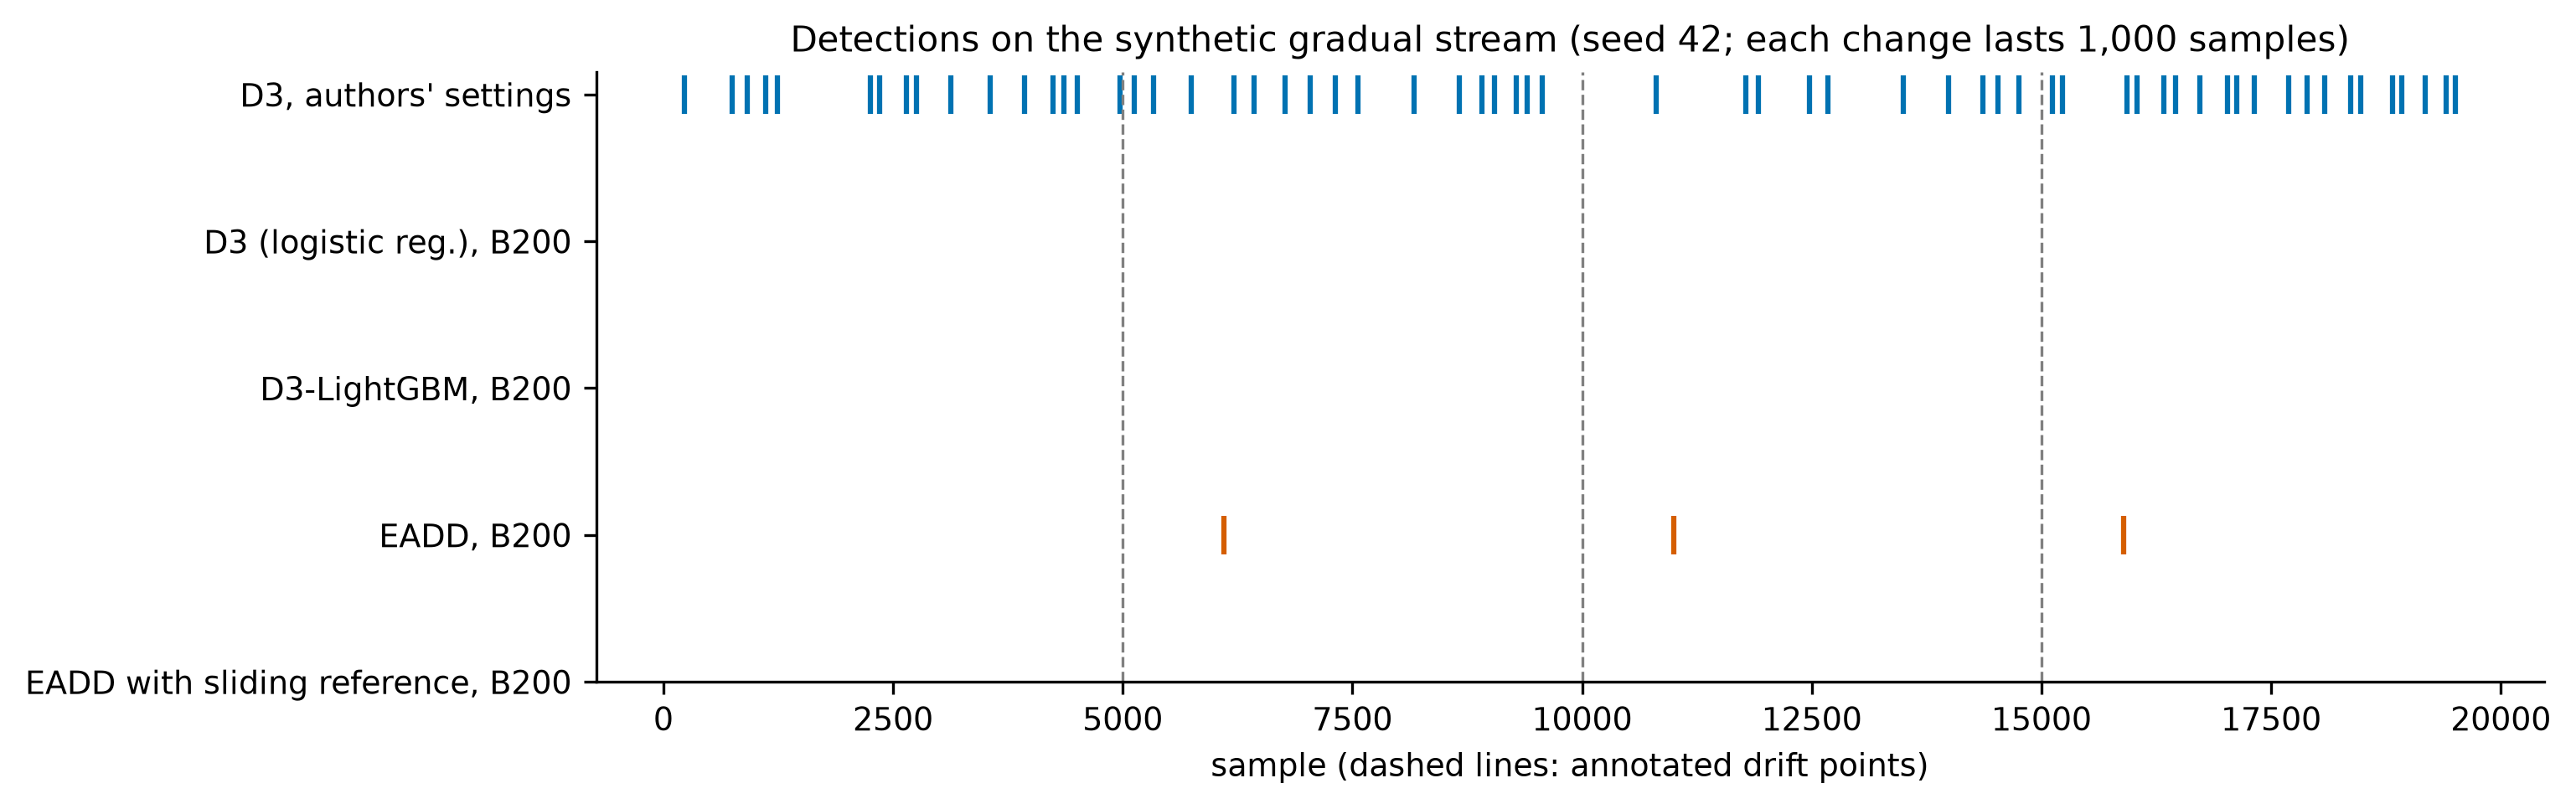 Detections on the synthetic gradual stream (seed 42; each change lasts 1,000 samples)
D3, authors' settings
D3 (logistic reg.), B200
D3-LightGBM, B200
EADD, B200
EADD with sliding reference, B200
0 2500 5000 7500 10000 12500 15000 17500 20000
sample (dashed lines: annotated drift points)